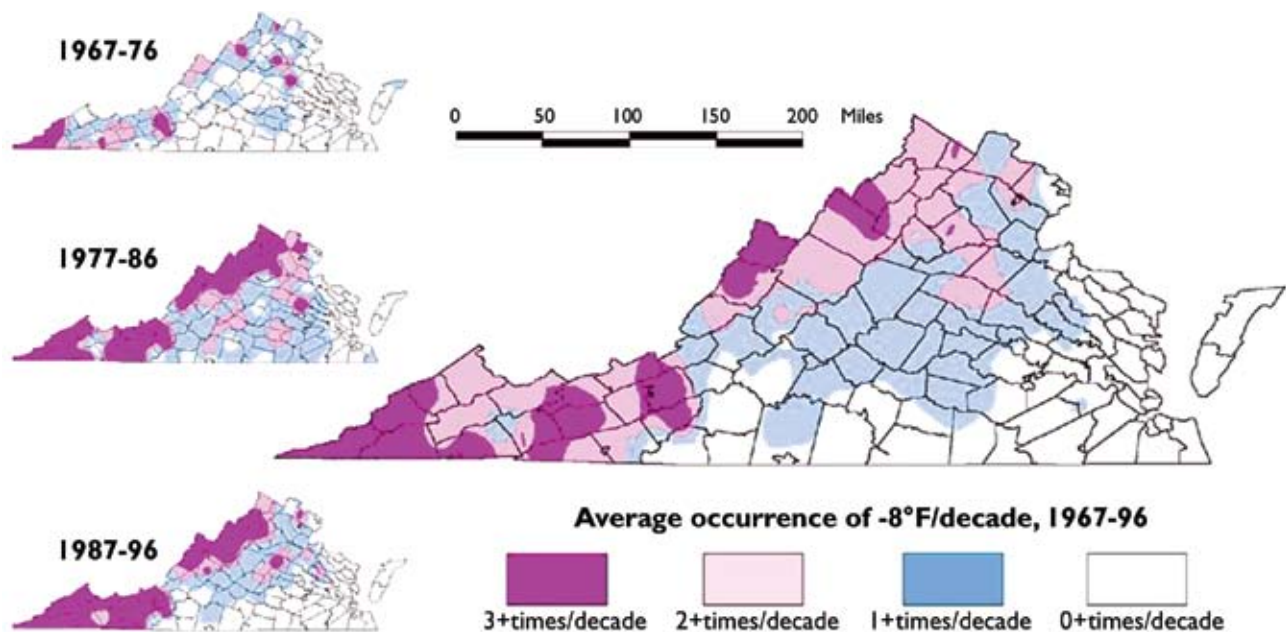 1967-76
0 50 100 150 200 Miles
1977-86
1987-96
Average occurrence of -8°F/decade, 1967-96
3+times/decade 2+times/decade 1+times/decade 0+times/decade